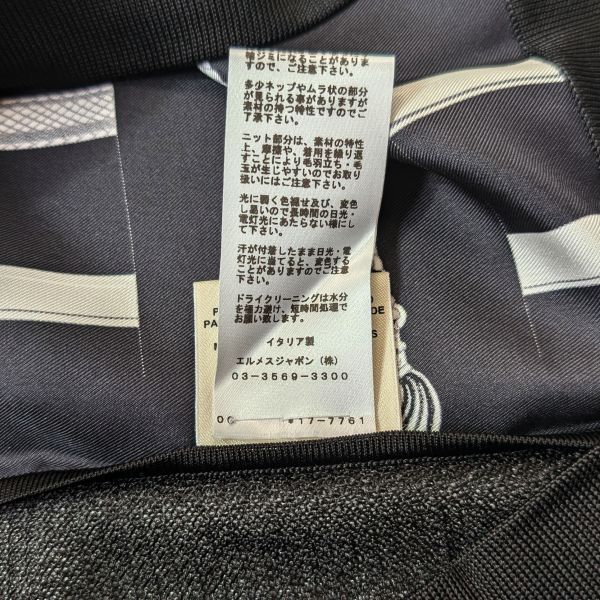 袖ジミになることがありま
すので、ご注意下さい。
多少ネップやムラ状の部分
が見られる事がありますが
素材の持つ特性ですのでご
了承下さい。
ニット部分は、素材の特性
上、摩擦や、着用を繰り返
すことにより毛羽立ち・毛
玉が生じやすいのでお取り
扱いにはご注意下さい。
光に弱く色褪せ及び、変色
し易いので長時間の日光・
電灯光にあたらない様にし
て下さい。
汗が付着したまま日光・電
灯光に当てると、変色する
ことがありますのでご注意
下さい。
ドライクリーニングは水分
を極力避け、短時間処理で
お願い致します。
イタリア製
エルメスジャポン（株）
03-3569-3300
17-7761